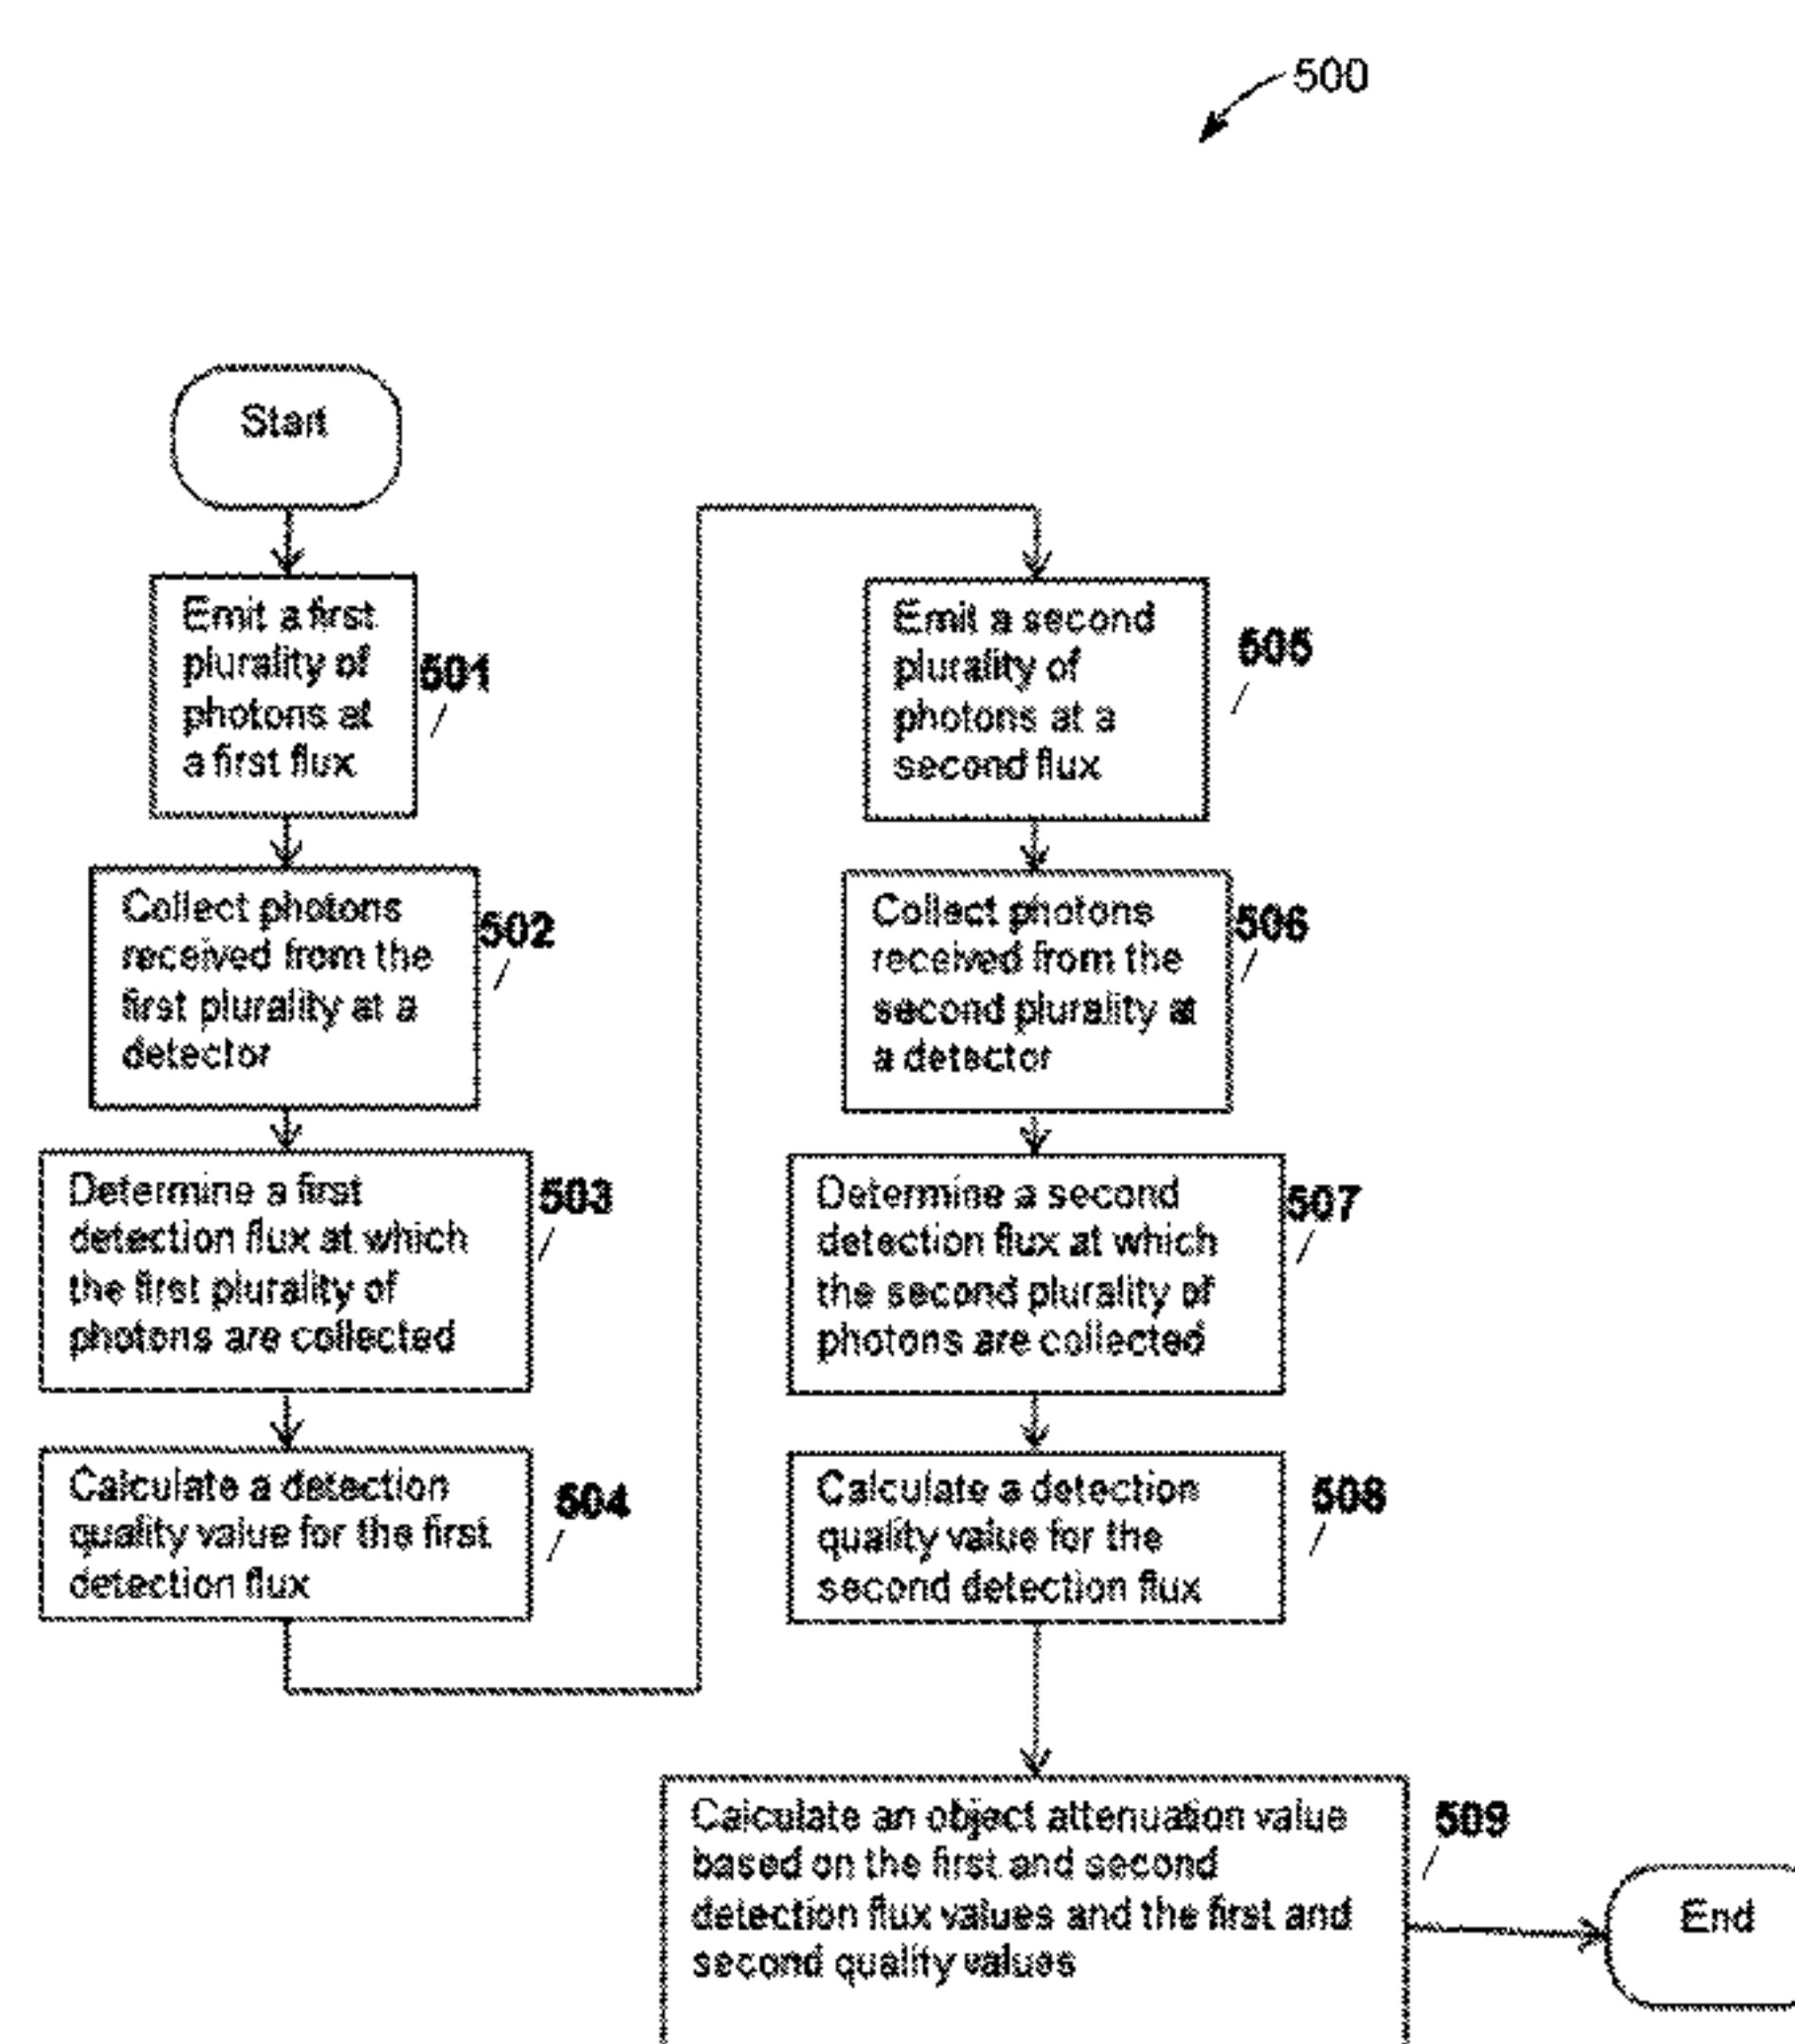 500
Start
Emit a first
plurality of
photons at
a first flux
501
Collect photons
received from the
first plurality at a
detector
502
Determine a first
detection flux at which
the first plurality of
photons are collected
503
Calculate a detection
quality value for the first
detection flux
504
Emit a second
plurality of
photons at a
second flux
505
Collect photons
received from the
second plurality at
a detector
506
Determine a second
detection flux at which
the second plurality of
photons are collected
507
Calculate a detection
quality value for the
second detection flux
508
Calculate an object attenuation value
based on the first and second
detection flux values and the first and
second quality values
509
End